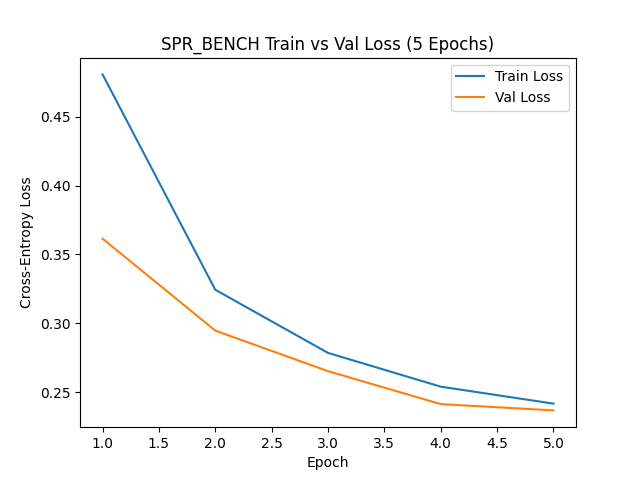 SPR_BENCH Train vs Val Loss (5 Epochs)
Train Loss
Val Loss
Cross-Entropy Loss
0.45
0.40
0.35
0.30
0.25
1.0 1.5 2.0 2.5 3.0 3.5 4.0 4.5 5.0
Epoch